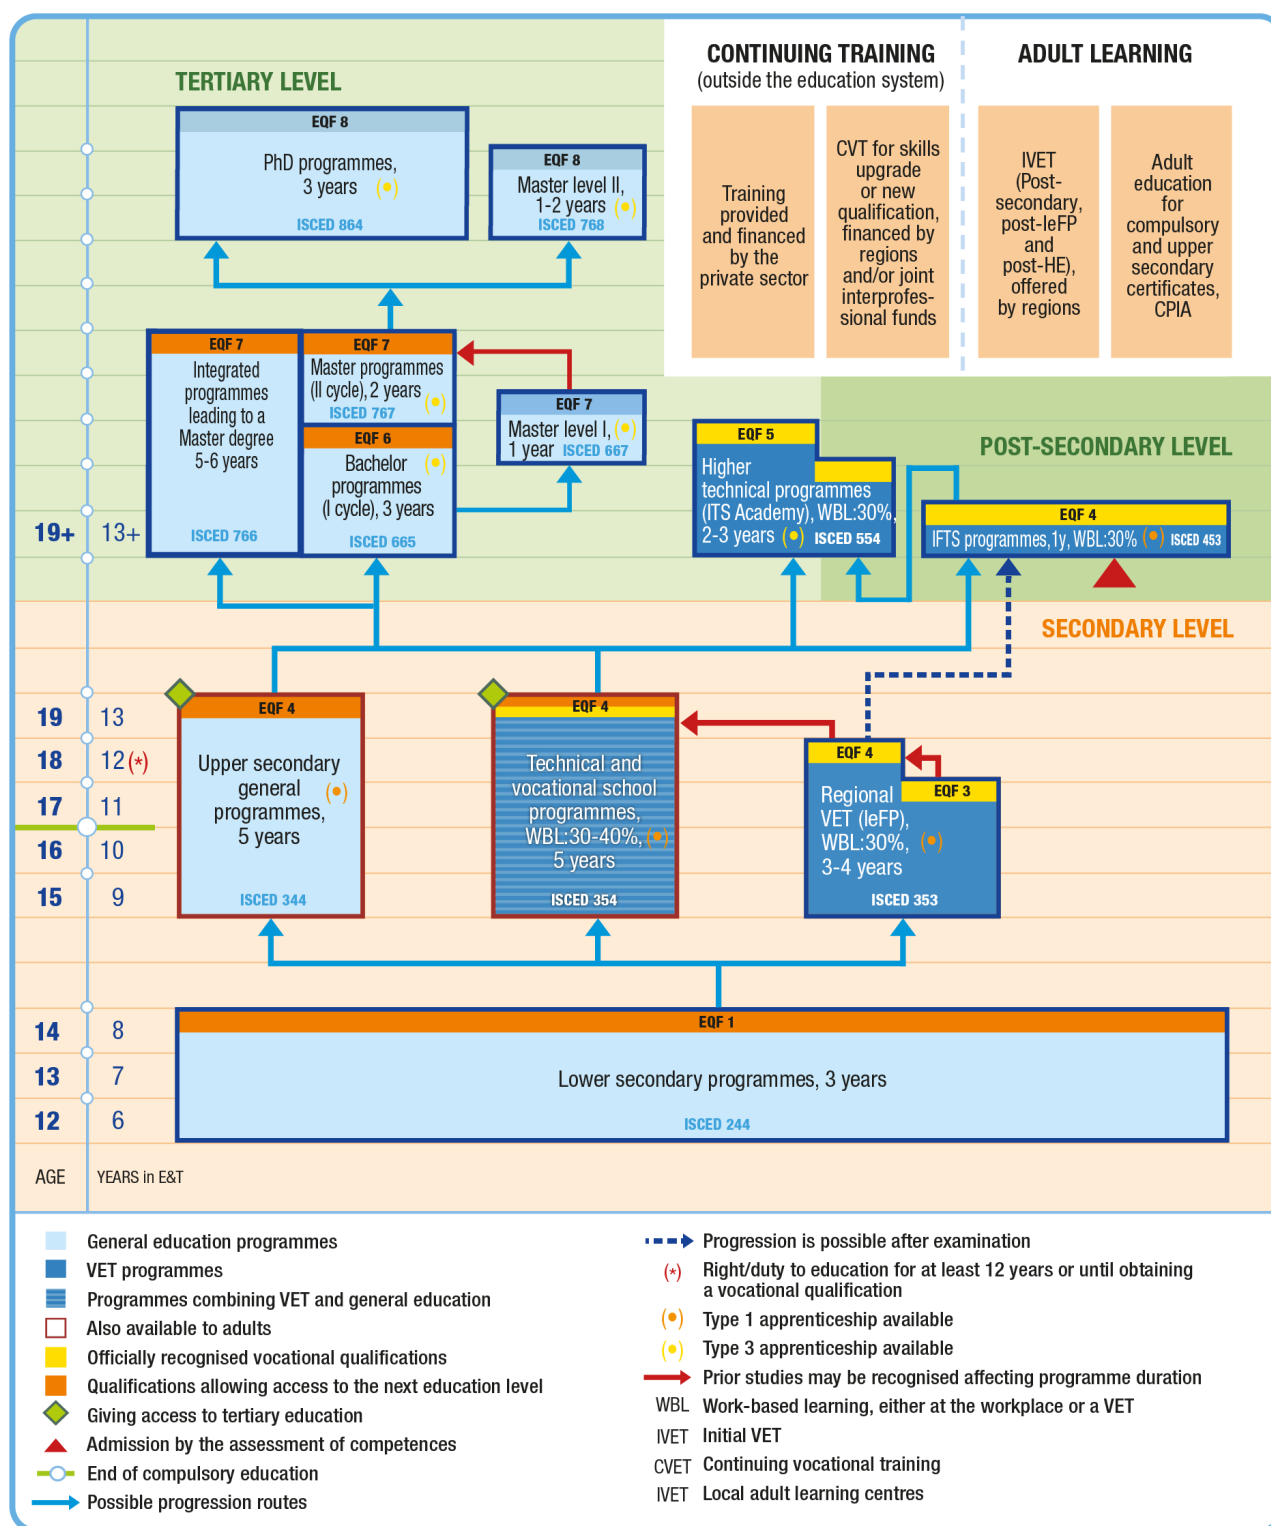 CONTINUING TRAINING
(outside the education system)
ADULT LEARNING
Training
provided
and financed
by the
private sector
CVT for skills
upgrade
or new
qualification,
financed by
regions
and/or joint
interprofes-
sional funds
IVET
(Post-
secondary,
post-IeFP
and
post-HE),
offered
by regions
Adult
education
for
compulsory
and upper
secondary
certificates,
CPIA
TERTIARY LEVEL
EQF 8
PhD programmes,
3 years (•)
ISCED 864
EQF 8
Master level II,
1-2 years (•)
ISCED 768
EQF 7
Integrated
programmes
leading to a
Master degree
5-6 years
ISCED 766
EQF 7
Master programmes
(II cycle), 2 years (•)
ISCED 767
EQF 6
Bachelor (•)
programmes
(I cycle), 3 years
ISCED 665
EQF 7
Master level I, (•)
1 year ISCED 667
POST-SECONDARY LEVEL
EQF 5
Higher
technical programmes
(ITS Academy), WBL:30%,
2-3 years (•) ISCED 554
EQF 4
IFTS programmes,1y, WBL:30% (•) ISCED 453
19+ 13+
SECONDARY LEVEL
EQF 4
Upper secondary
general (•)
programmes,
5 years
ISCED 344
EQF 4
Technical and
vocational school
programmes,
WBL:30-40%, (•)
5 years
ISCED 354
EQF 4
EQF 3
Regional
VET (IeFP),
WBL:30%, (•)
3-4 years
ISCED 353
19 13
18 12 (*)
17 11
16 10
15 9
EQF 1
Lower secondary programmes, 3 years
ISCED 244
14 8
13 7
12 6
AGE YEARS in E&T
General education programmes
VET programmes
Programmes combining VET and general education
Also available to adults
Officially recognised vocational qualifications
Qualifications allowing access to the next education level
Giving access to tertiary education
Admission by the assessment of competences
End of compulsory education
Possible progression routes
Progression is possible after examination
(*) Right/duty to education for at least 12 years or until obtaining
a vocational qualification
(•) Type 1 apprenticeship available
(•) Type 3 apprenticeship available
Prior studies may be recognised affecting programme duration
WBL Work-based learning, either at the workplace or a VET
IVET Initial VET
CVET Continuing vocational training
IVET Local adult learning centres